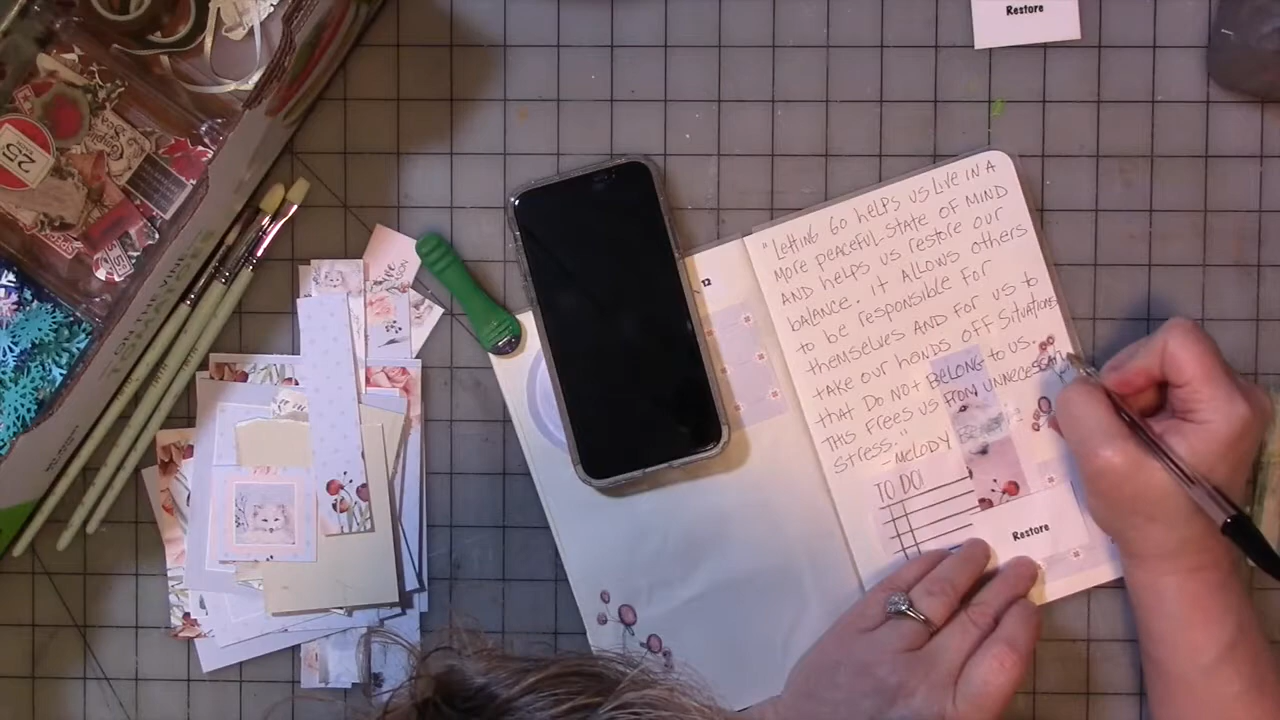 Restore
25
12
"Letting Go helps us live in a
more peaceful state of mind
and helps us restore our
balance. it allows others
to be responsible for
themselves and for us to
take our hands off situations
that do not belong to us.
This frees us from unnecessary
stress."
- Melody
TO DO!
Restore